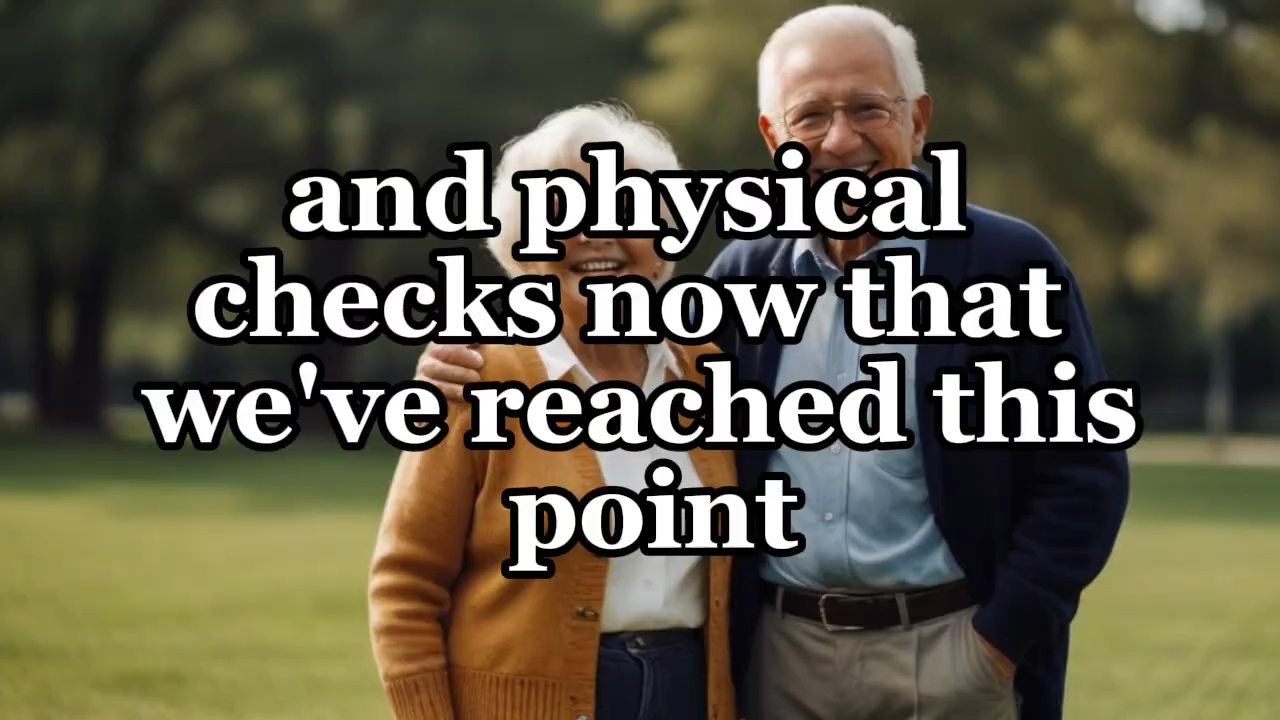 and physical
checks now that
we've reached this
point